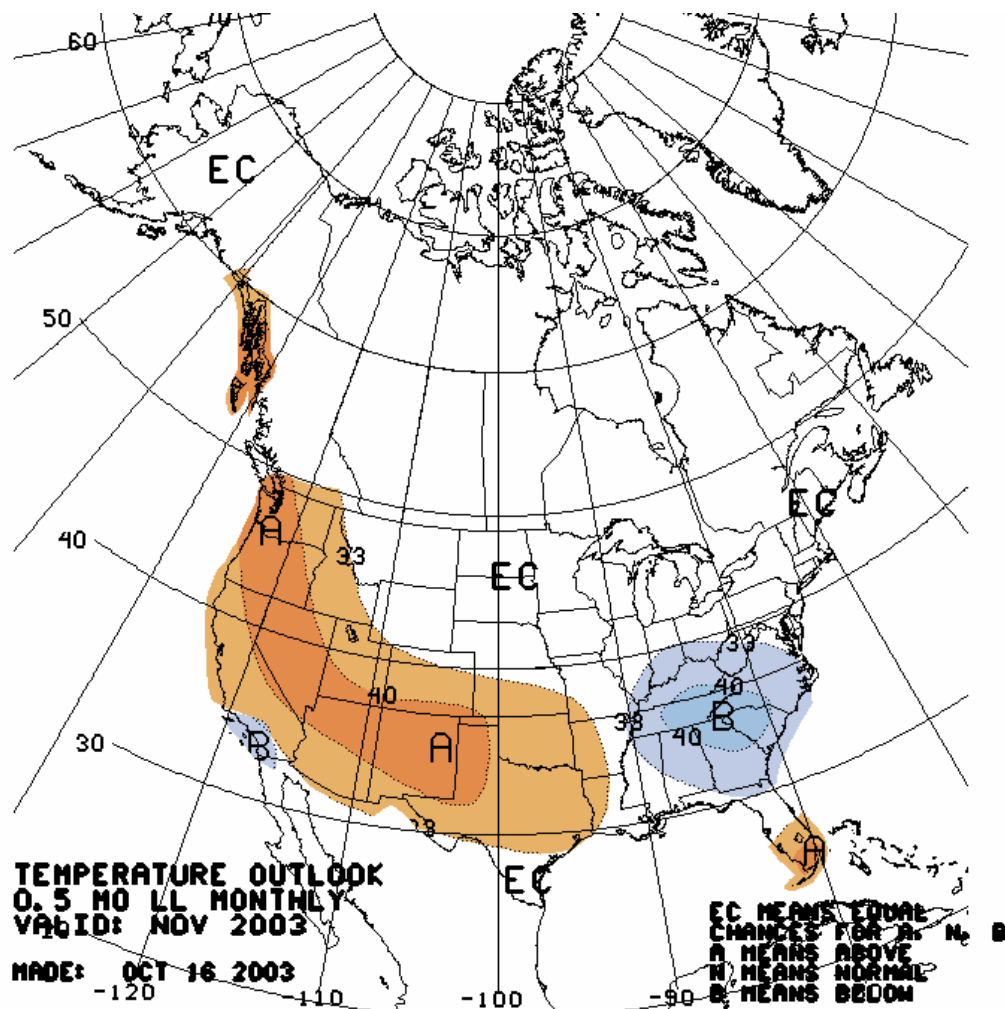 60
EC
50
EC
A
40
33
EC
33
40
40
A
33
B
40
B
30
33
A
TEMPERATURE OUTLOOK
0.5 MO LL MONTHLY
VALID: NOV 2003
MADE: OCT 16 2003
EC
EC MEANS EQUAL
CHANCES FOR A, N, B
A MEANS ABOVE
N MEANS NORMAL
B MEANS BELOW
-120
-110
-100
-90